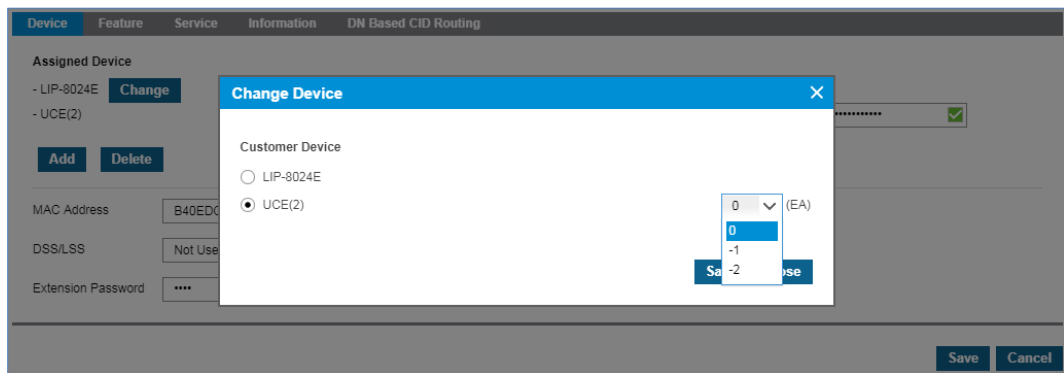 Device Feature Service Information DN Based CID Routing
Assigned Device
- LIP-8024E Change
- UCE(2)
Add Delete
MAC Address
DSS/LSS Not Use
Extension Password ••••
Change Device
Customer Device
LIP-8024E
UCE(2) 0 (EA)
0
-1
-2
Save Cancel